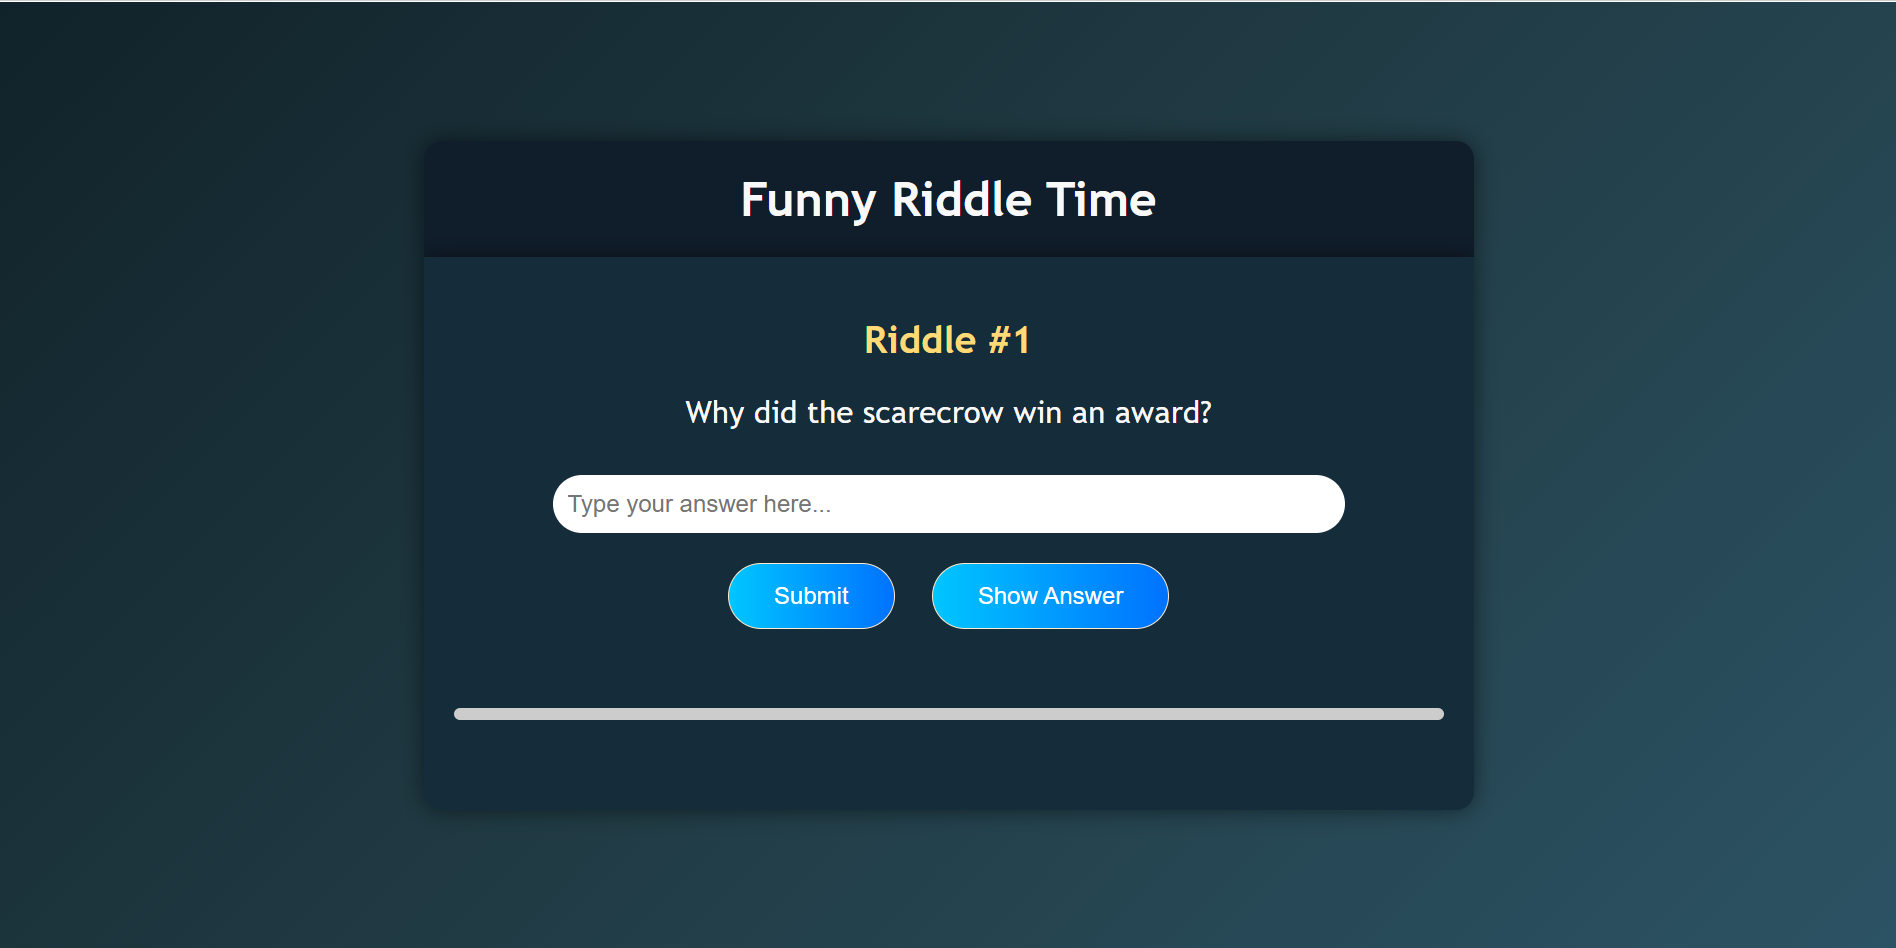 Funny Riddle Time
Riddle #1
Why did the scarecrow win an award?
Type your answer here...
Submit
Show Answer